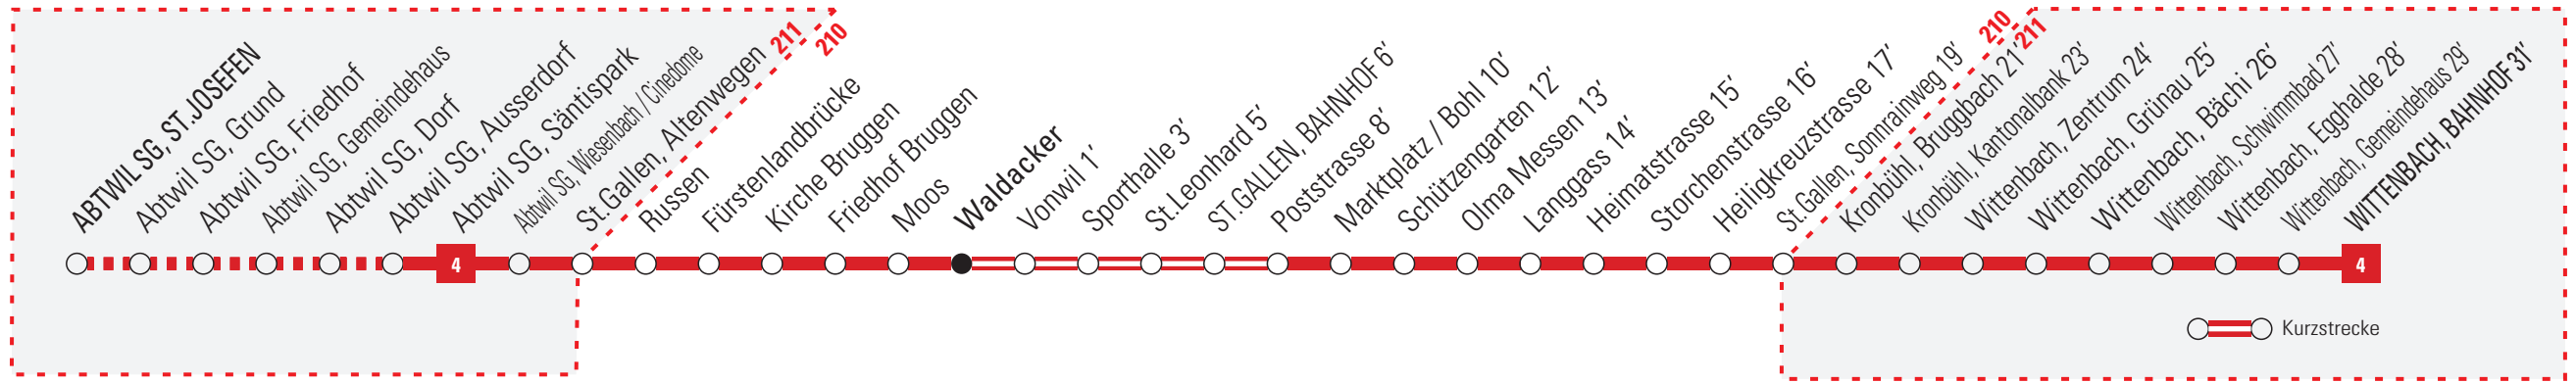 ABTWIL SG, ST.JOSEFEN
Abtwil SG, Grund
Abtwil SG, Friedhof
Abtwil SG, Gemeindehaus
Abtwil SG, Dorf
Abtwil SG, Ausserdorf
Abtwil SG, Säntispark
Abtwil SG, Wiesenbach / Cinedome
St.Gallen, Altenwegen
211
210
Russen
Fürstenlandbrücke
Kirche Bruggen
Friedhof Bruggen
Moos
Waldacker
Vonwil 1’
Sporthalle 3’
St.Leonhard 5’
ST.GALLEN, BAHNHOF 6’
Poststrasse 8’
Marktplatz / Bohl 10’
Schützengarten 12’
Olma Messen 13’
Langgass 14’
Heimatstrasse 15’
Storchenstrasse 16’
Heiligkreuzstrasse 17’
St.Gallen, Sonnrainweg 19’
210
211
Kronbühl, Bruggbach 21’
Kronbühl, Kantonalbank 23’
Wittenbach, Zentrum 24’
Wittenbach, Grünau 25’
Wittenbach, Bächi 26’
Wittenbach, Schwimmbad 27’
Wittenbach, Egghalde 28’
Wittenbach, Gemeindehaus 29’
WITTENBACH, BAHNHOF 31’
4
4
Kurzstrecke